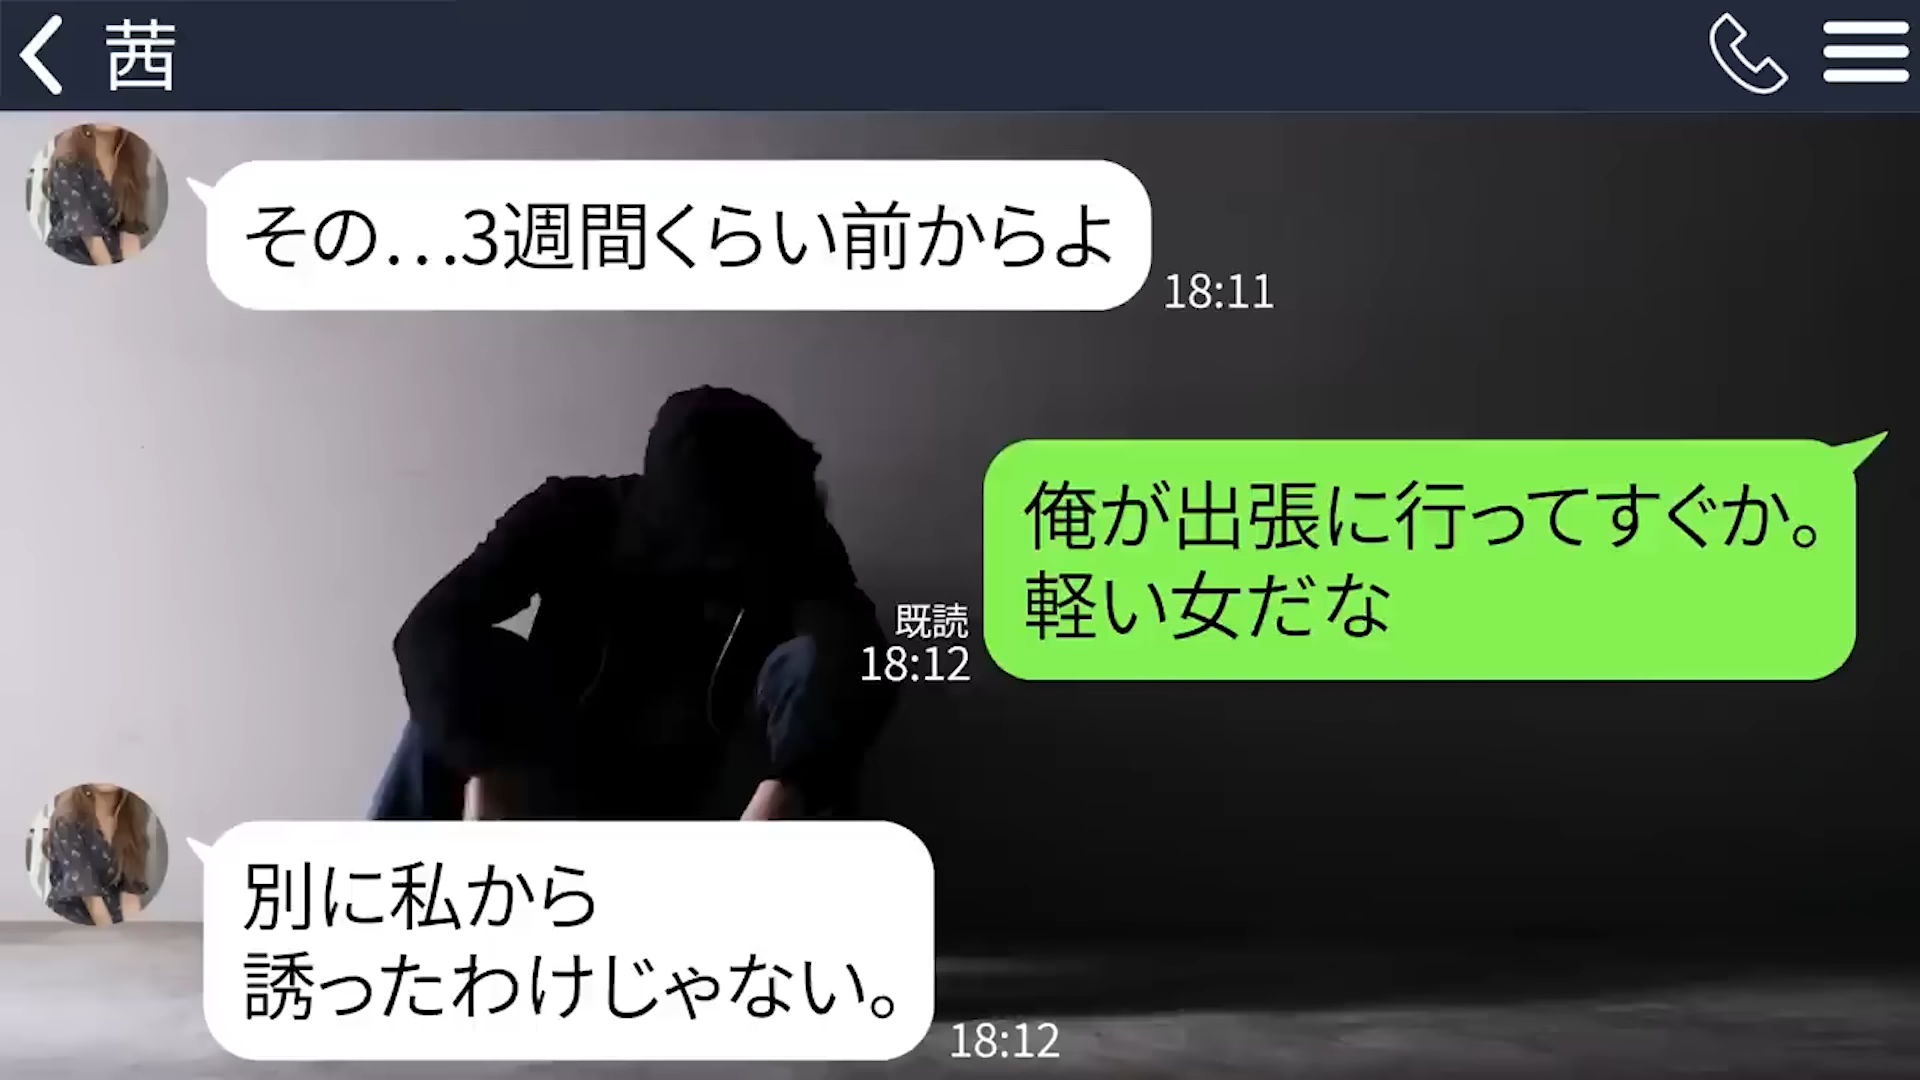 茜
その…3週間くらい前からよ
18:11
俺が出張に行ってすぐか。
軽い女だな
既読
18:12
別に私から
誘ったわけじゃない。
18:12